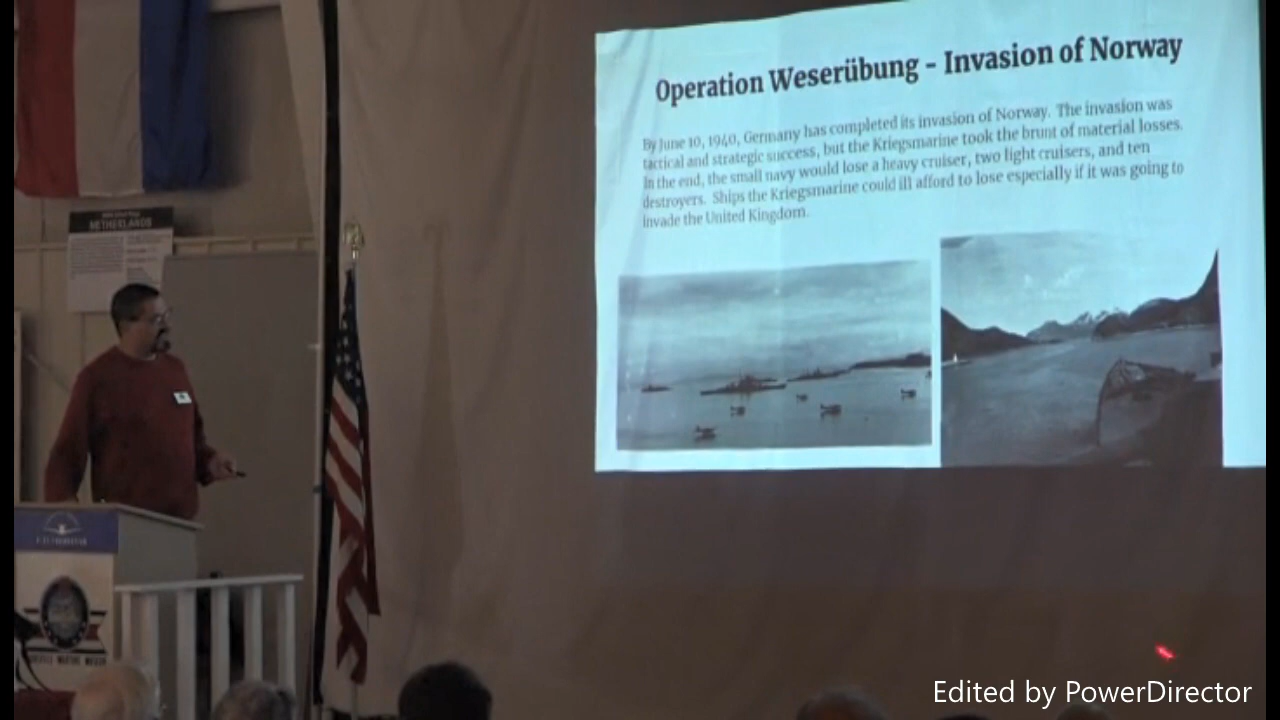 Operation Weserübung - Invasion of Norway
By June 10, 1940, Germany has completed its invasion of Norway. The invasion was
tactical and strategic success, but the Kriegsmarine took the brunt of material losses.
In the end, the small navy would lose a heavy cruiser, two light cruisers, and ten
destroyers. Ships the Kriegsmarine could ill afford to lose especially if it was going to
invade the United Kingdom.
NETHERLANDS
Edited by PowerDirector